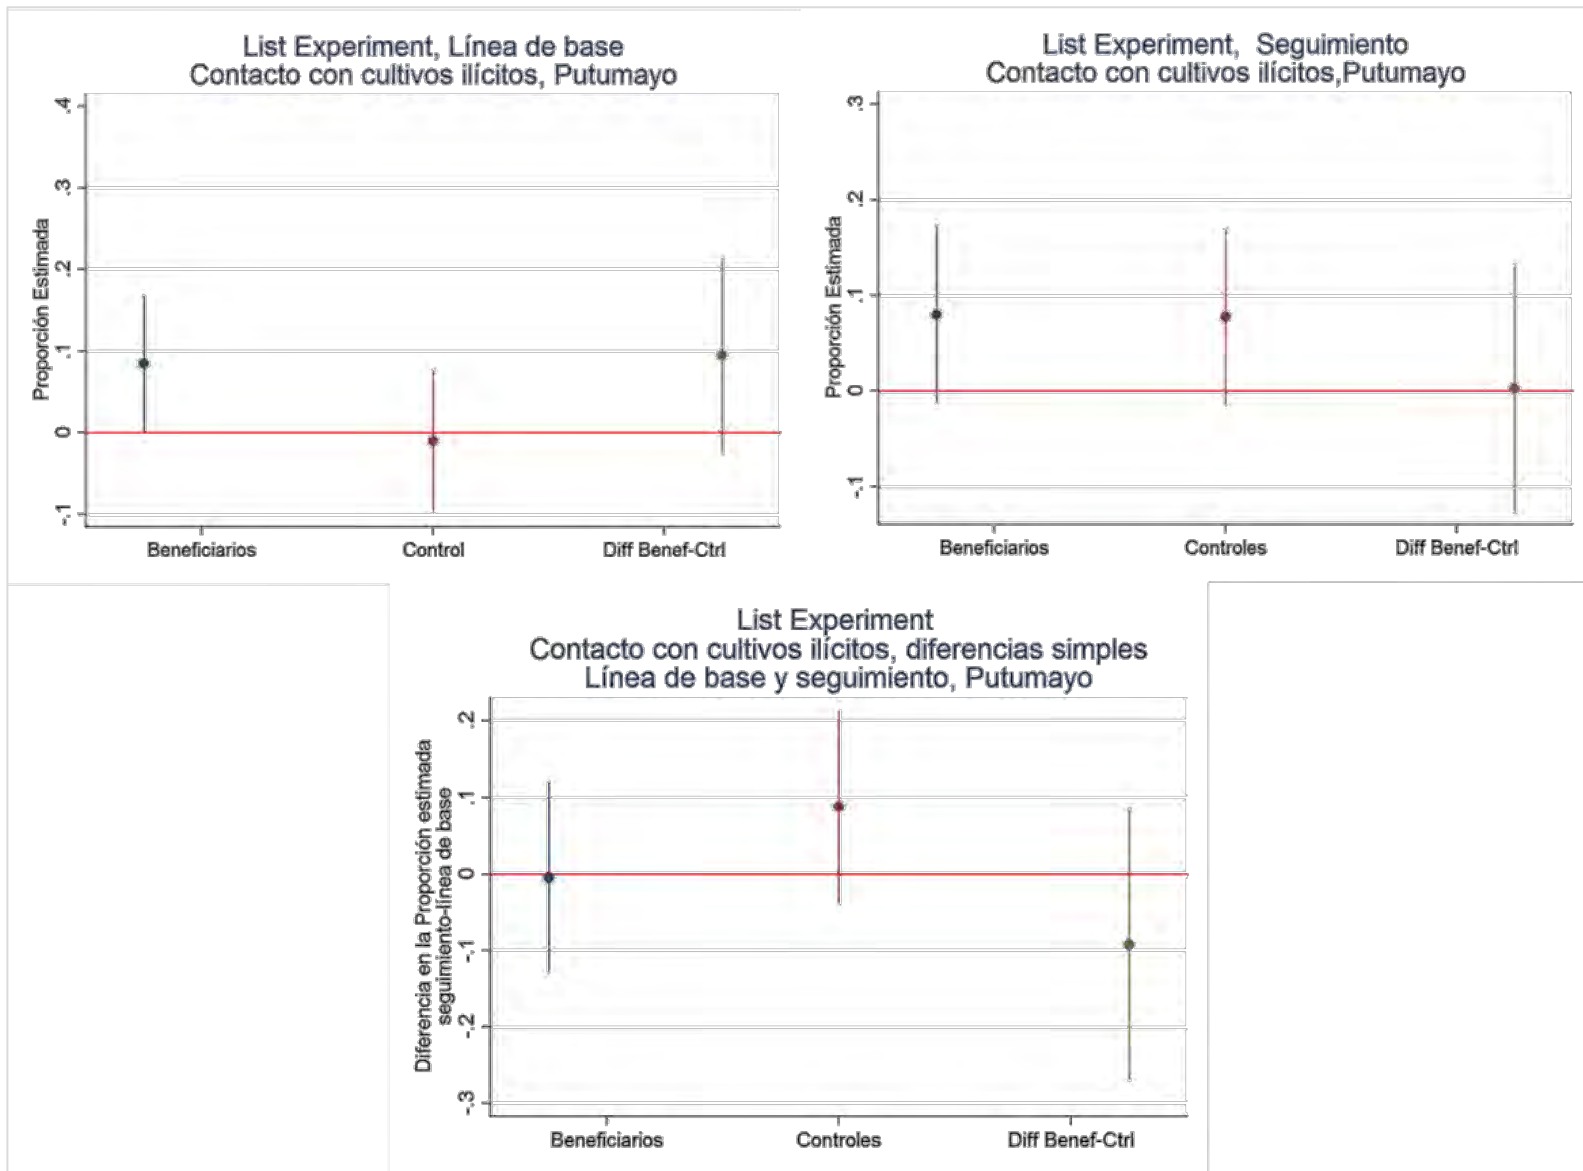 List Experiment, Línea de base
Contacto con cultivos ilícitos, Putumayo
Proporción Estimada
.4
.3
.2
.1
0
-.1
Beneficiarios
Control
Diff Benef-Ctrl
List Experiment, Seguimiento
Contacto con cultivos ilícitos,Putumayo
Proporción Estimada
.3
.2
.1
0
-.1
Beneficiarios
Controles
Diff Benef-Ctrl
List Experiment
Contacto con cultivos ilícitos, diferencias simples
Línea de base y seguimiento, Putumayo
Diferencia en la Proporción estimada
seguimiento-línea de base
.2
.1
0
-.1
-.2
-.3
Beneficiarios
Controles
Diff Benef-Ctrl